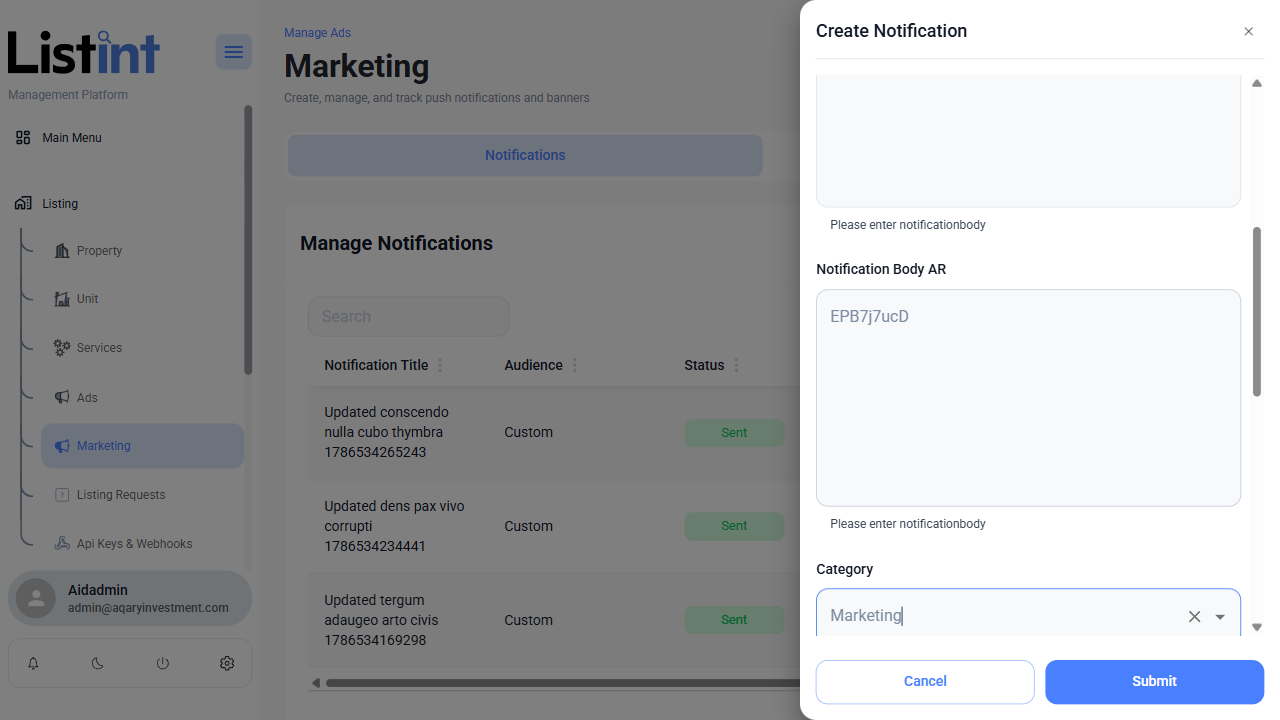 Listint
Management Platform
Main Menu
Listing
Property
Unit
Services
Ads
Marketing
Listing Requests
Api Keys & Webhooks
Aidadmin
admin@aqaryinvestment.com
Manage Ads
Marketing
Create, manage, and track push notifications and banners
Notifications
Manage Notifications
Search
Notification Title
Audience
Status
Updated conscendo
nulla cubo thymbra
1786534265243
Custom
Sent
Updated dens pax vivo
corrupti
1786534234441
Custom
Sent
Updated tergum
adaugeo arto civis
1786534169298
Custom
Sent
Create Notification
Please enter notificationbody
Notification Body AR
EPB7j7ucD
Please enter notificationbody
Category
Marketing
Cancel
Submit